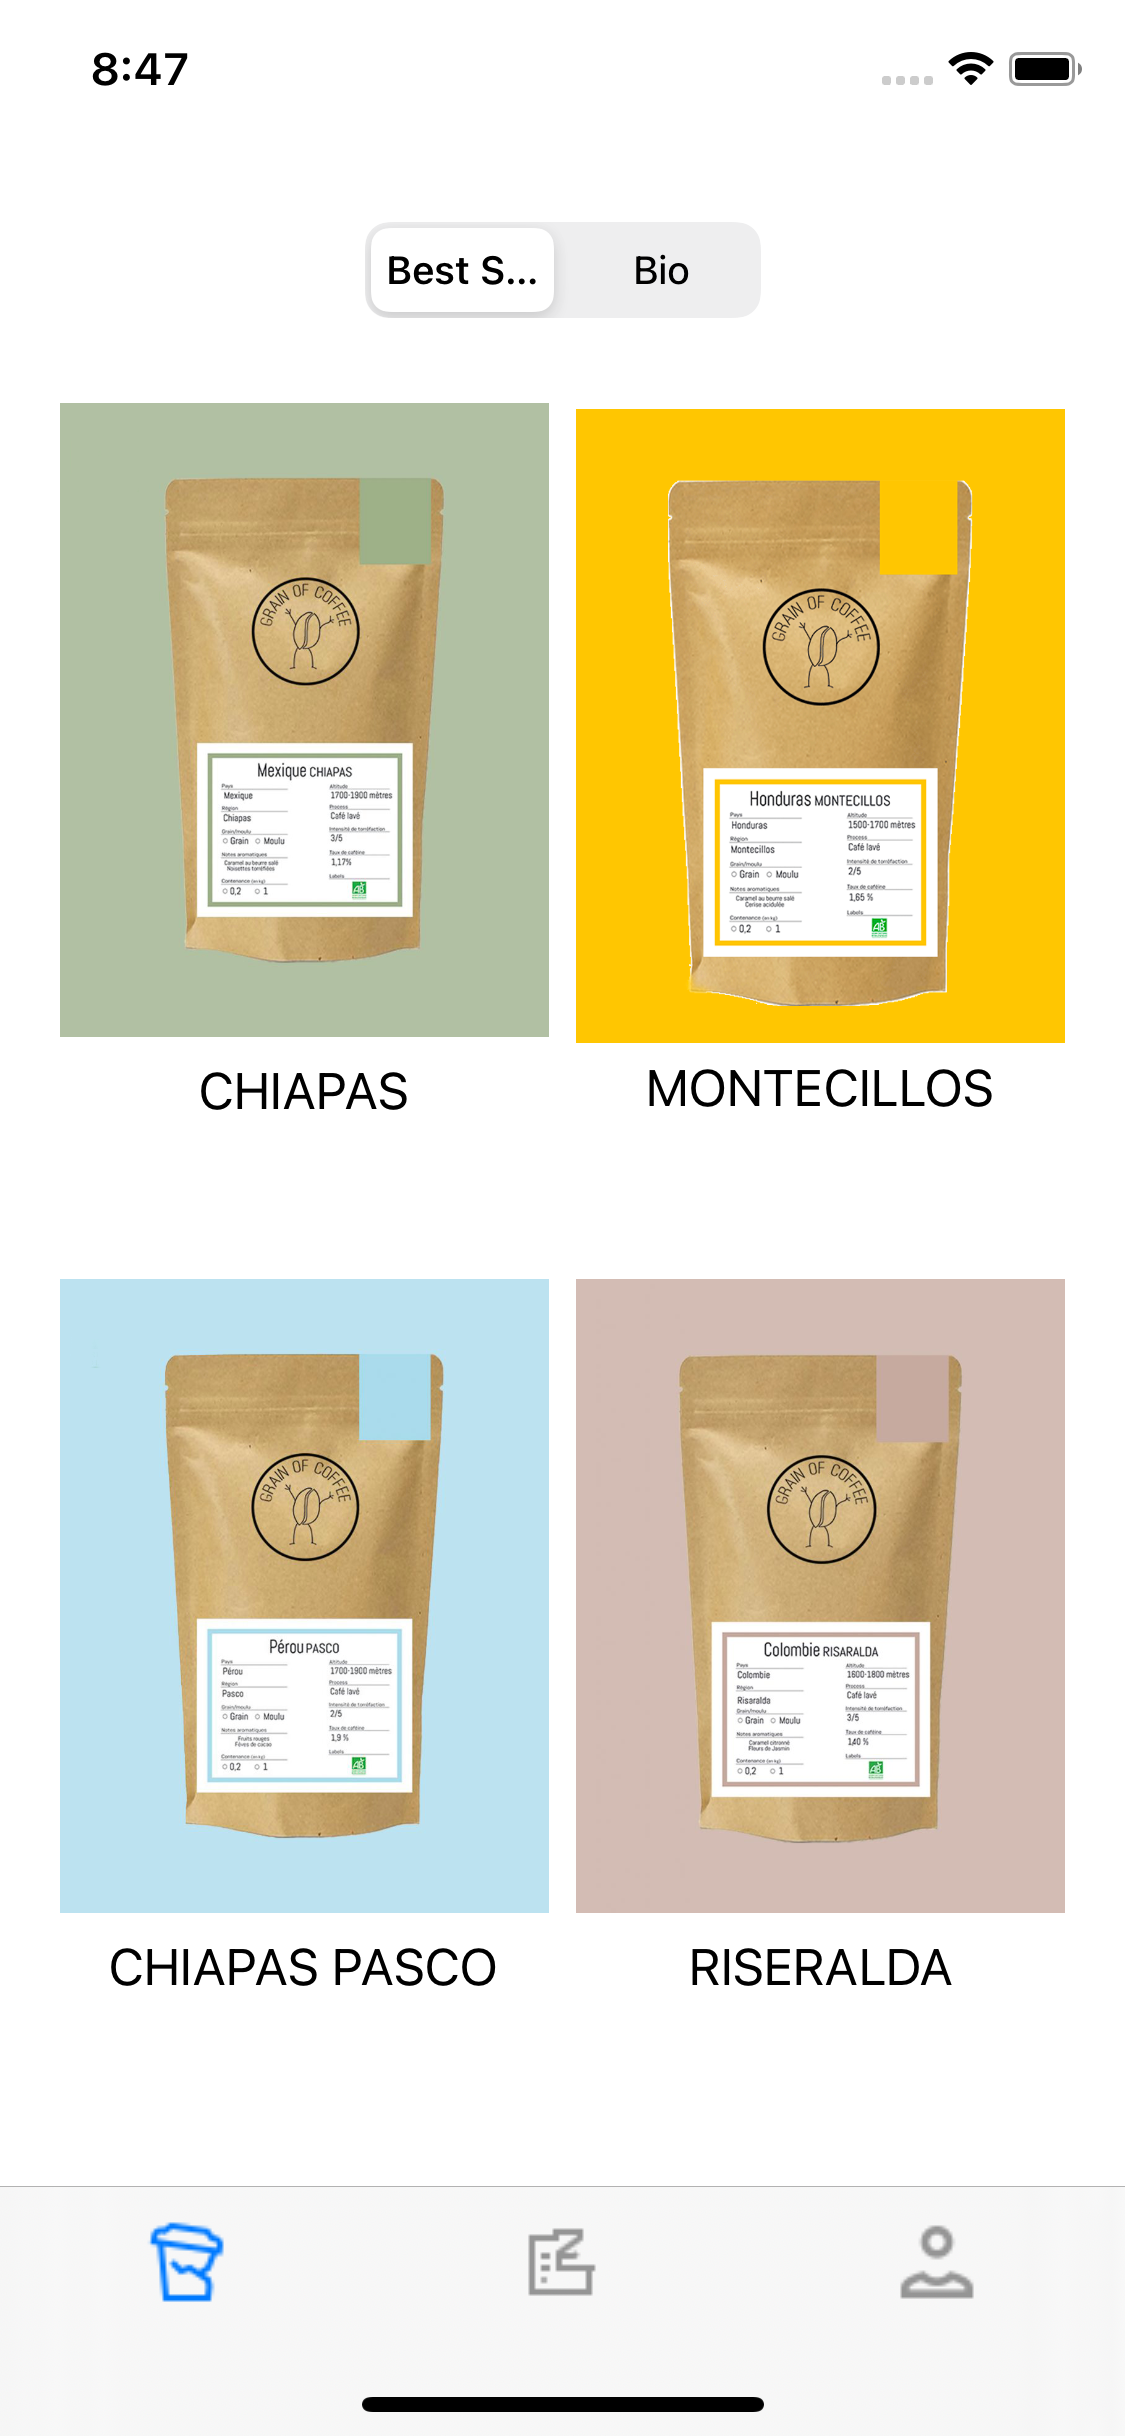 8:47
Best S...
Bio
GRAIN OF COFFEE
Mexique CHIAPAS
Pays
Mexique
Région
Chiapas
Grain/moulu
Grain Moulu
Notes aromatiques
Caramel au beurre salé
Noisettes torréfiées
Contenance (en kg)
0,2 1
Altitude
1700-1900 mètres
Process
Café lavé
Intensité de torréfaction
3/5
Taux de caféine
1,17%
Labels
AB
CHIAPAS
GRAIN OF COFFEE
Honduras MONTECILLOS
Pays
Honduras
Région
Montecillos
Grain/moulu
Grain Moulu
Notes aromatiques
Caramel au beurre salé
Cerise acidulée
Contenance (en kg)
0,2 1
Altitude
1500-1700 mètres
Process
Café lavé
Intensité de torréfaction
2/5
Taux de caféine
1,65 %
Labels
AB
MONTECILLOS
GRAIN OF COFFEE
Pérou PASCO
Pays
Pérou
Région
Pasco
Grain/moulu
Grain Moulu
Notes aromatiques
Fruits rouges
Fèves de cacao
Contenance (en kg)
0,2 1
Altitude
1700-1900 mètres
Process
Café lavé
Intensité de torréfaction
2/5
Taux de caféine
1,9 %
Labels
AB
CHIAPAS PASCO
GRAIN OF COFFEE
Colombie RISARALDA
Pays
Colombie
Région
Risaralda
Grain/moulu
Grain Moulu
Notes aromatiques
Caramel citronné
Fleurs de Jasmin
Contenance (en kg)
0,2 1
Altitude
1600-1800 mètres
Process
Café lavé
Intensité de torréfaction
3/5
Taux de caféine
1,40 %
Labels
AB
RISERALDA